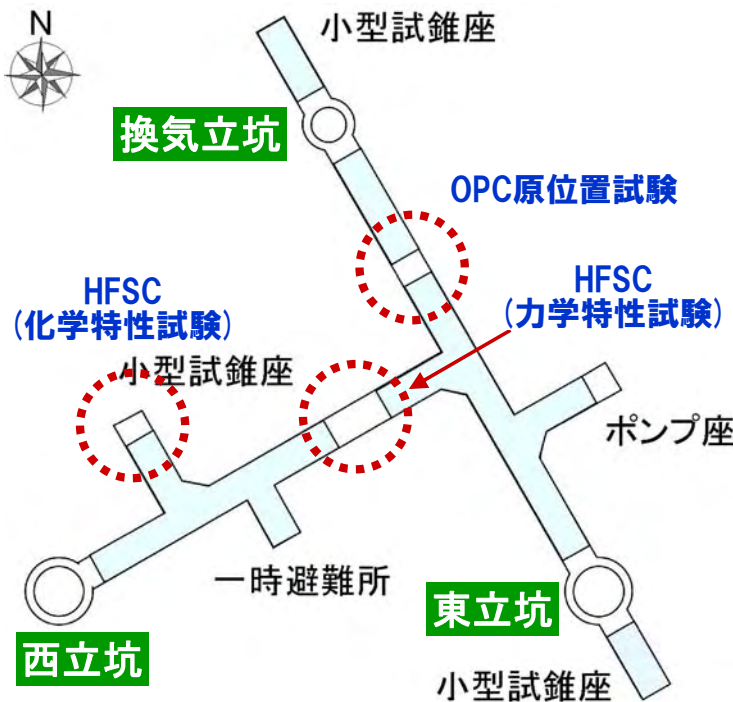 N
小型試錐座
換気立坑
OPC原位置試験
HFSC
(力学特性試験)
HFSC
(化学特性試験)
小型試錐座
ポンプ座
一時避難所
東立坑
西立坑
小型試錐座